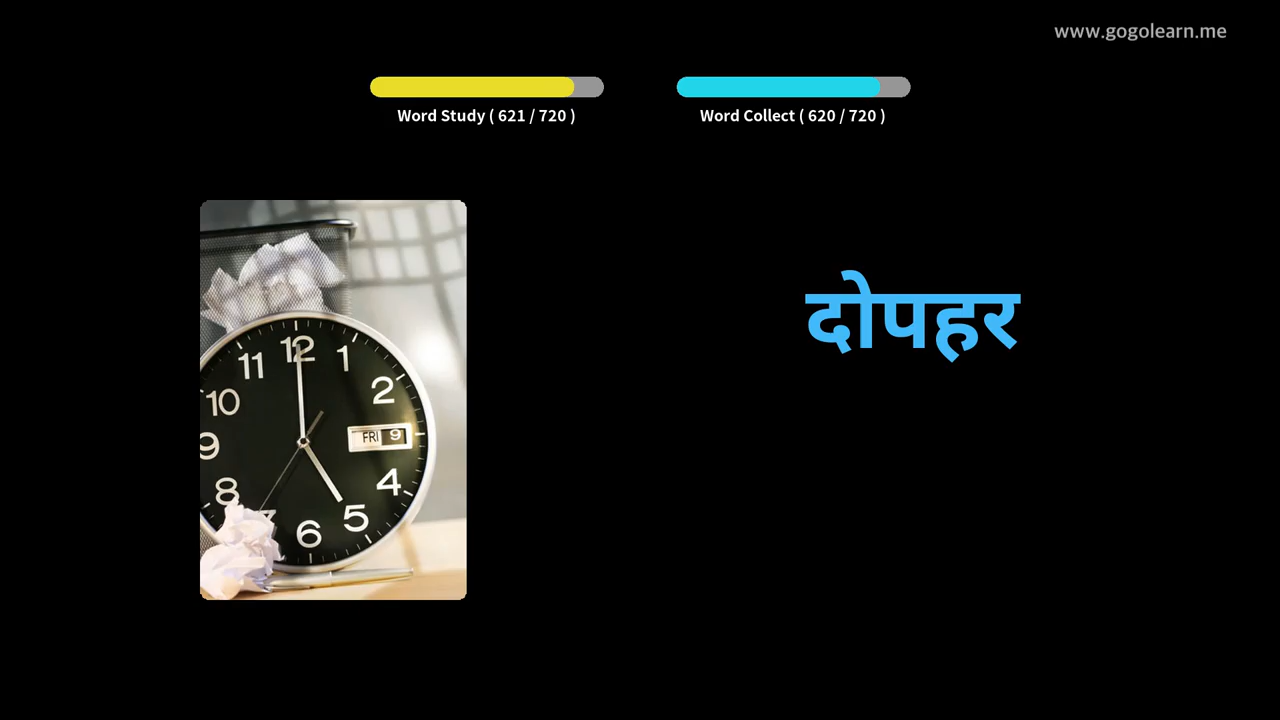 www.gogolearn.me
Word Study ( 621 / 720 )
Word Collect ( 620 / 720 )
दोपहर
12
11
1
10
2
FRI 9
9
8
4
7
5
6